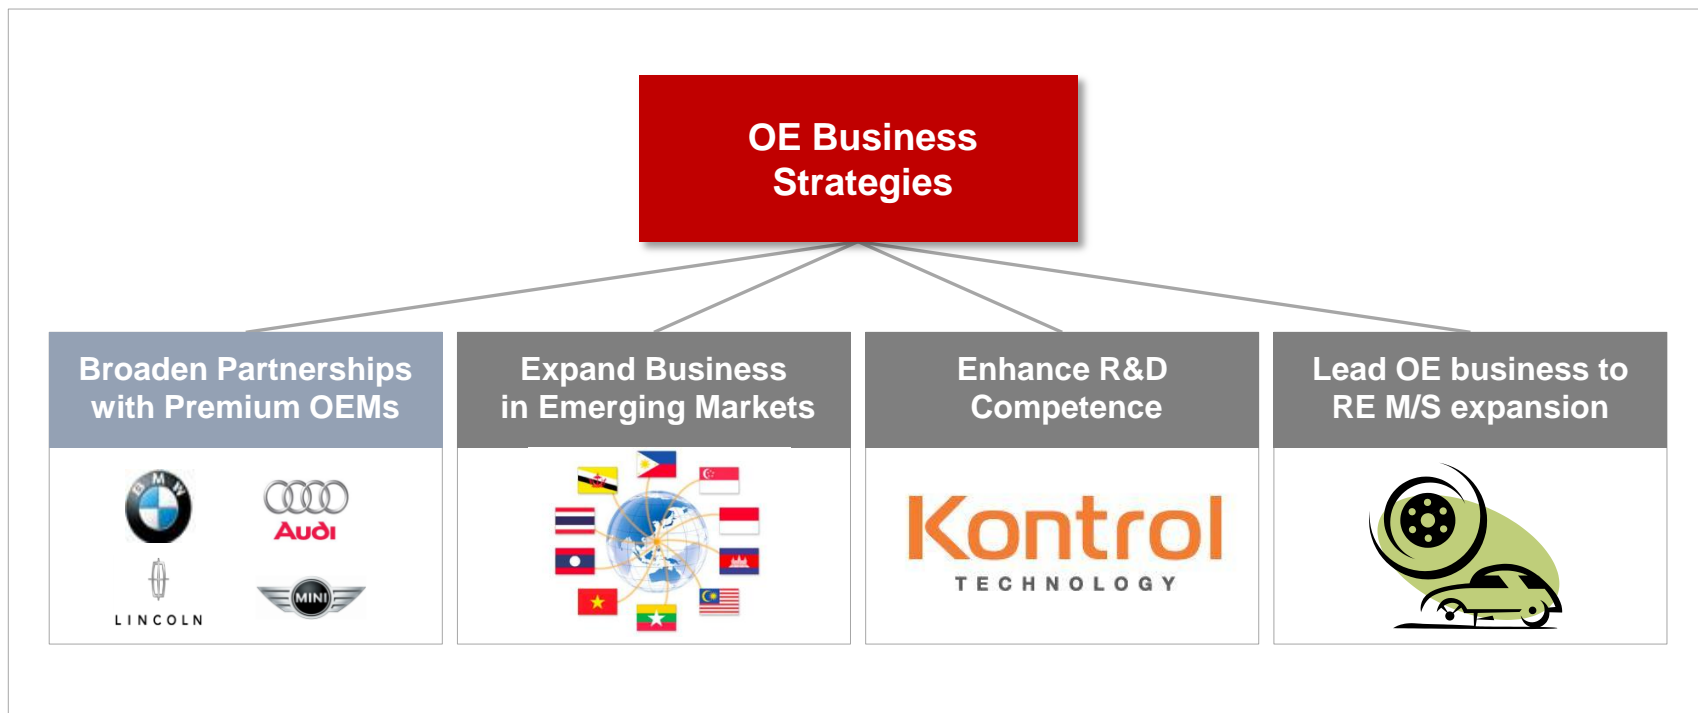 OE Business
Strategies
Broaden Partnerships
with Premium OEMs
Expand Business
in Emerging Markets
Enhance R&D
Competence
Lead OE business to
RE M/S expansion
BMW
Audi
LINCOLN
MINI
Kontrol
TECHNOLOGY